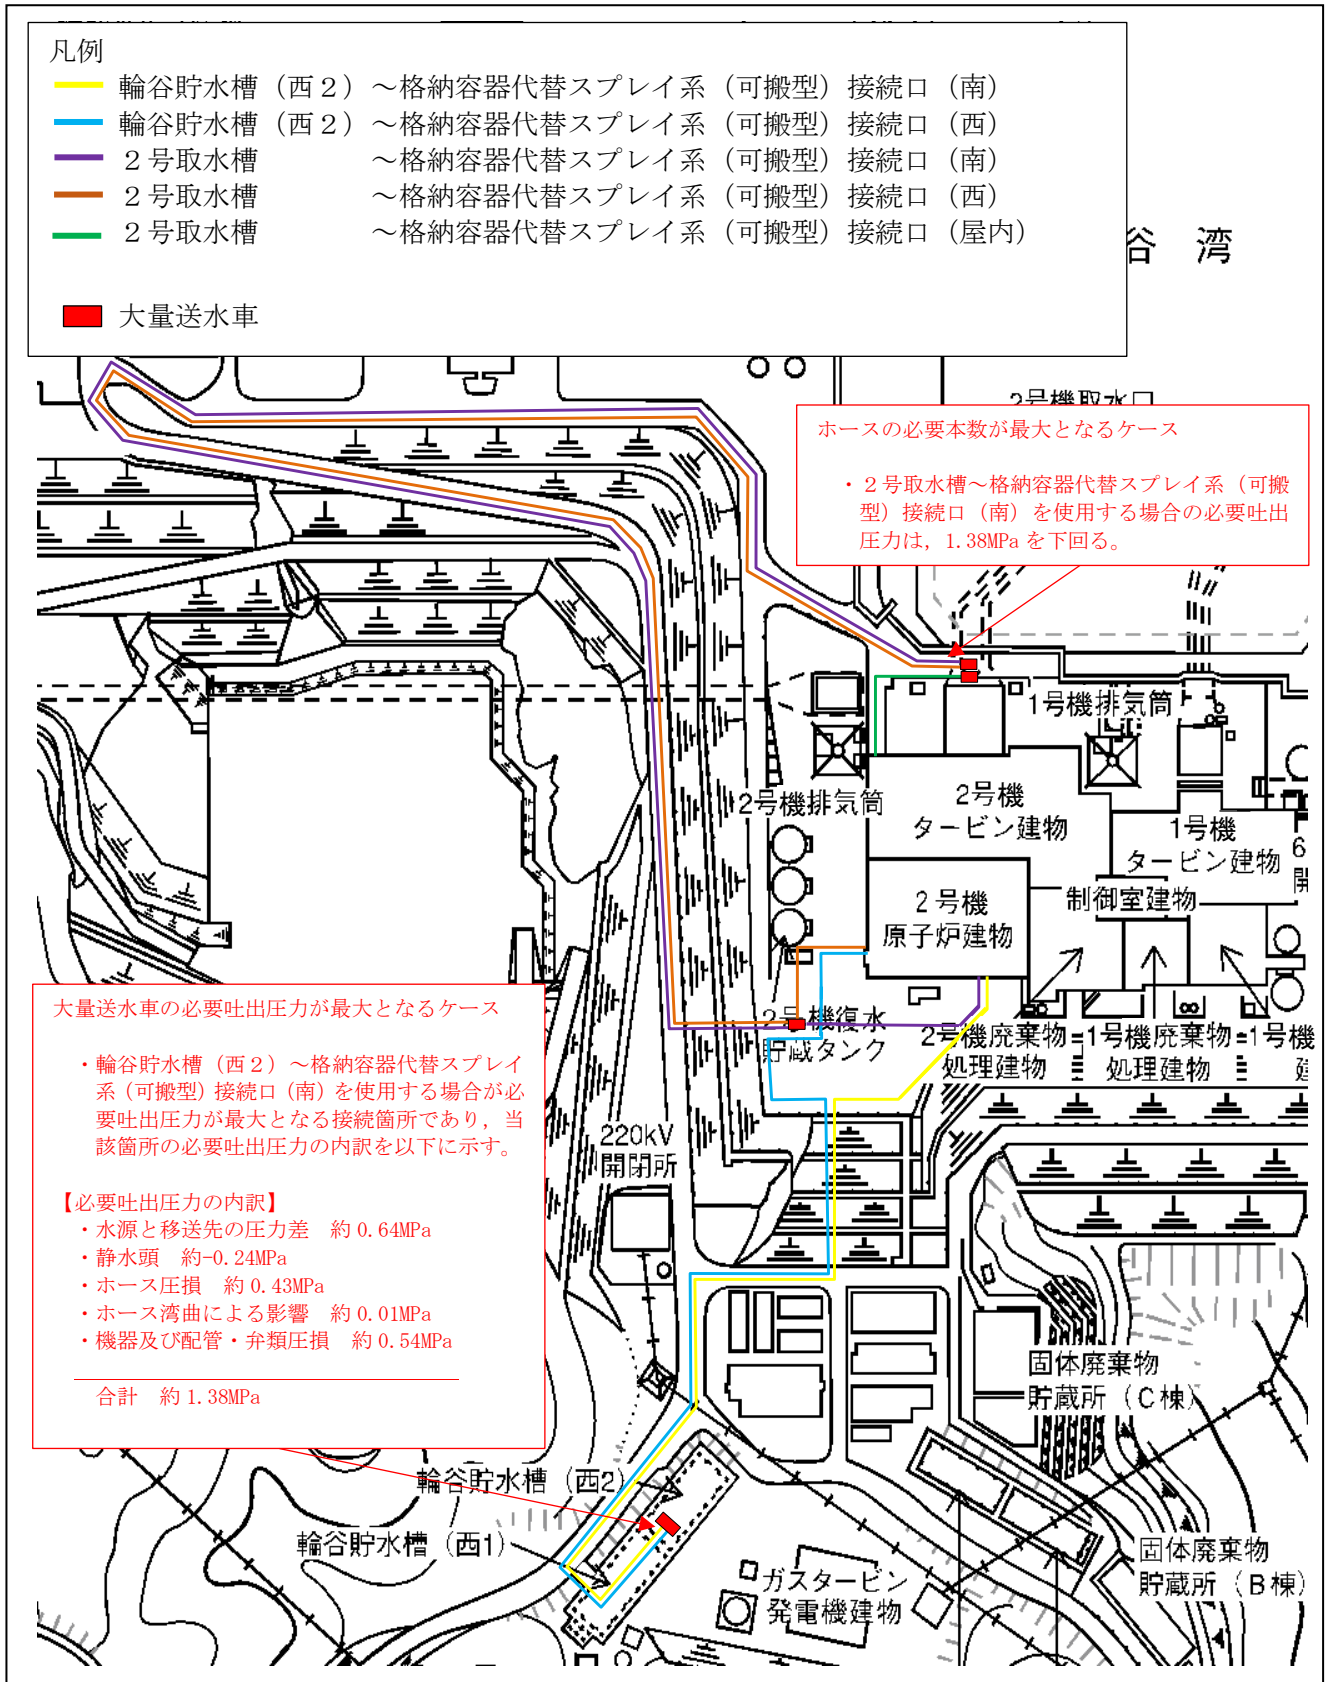 凡例
輪谷貯水槽（西２）～格納容器代替スプレイ系（可搬型）接続口（南）
輪谷貯水槽（西２）～格納容器代替スプレイ系（可搬型）接続口（西）
２号取水槽　　　　～格納容器代替スプレイ系（可搬型）接続口（南）
２号取水槽　　　　～格納容器代替スプレイ系（可搬型）接続口（西）
２号取水槽　　　　～格納容器代替スプレイ系（可搬型）接続口（屋内）
大量送水車
谷 湾
2号機取水口
ホースの必要本数が最大となるケース
・２号取水槽～格納容器代替スプレイ系（可搬
型）接続口（南）を使用する場合の必要吐出
圧力は，1.38MPaを下回る。
1号機排気筒
2号機排気筒
2号機
タービン建物
1号機
タービン建物
6
開
制御室建物
2号機
原子炉建物
2号機復水
貯蔵タンク
2号機廃棄物
処理建物
1号機廃棄物
処理建物
1号機
220kV
開閉所
大量送水車の必要吐出圧力が最大となるケース
・輪谷貯水槽（西２）～格納容器代替スプレイ
系（可搬型）接続口（南）を使用する場合が必
要吐出圧力が最大となる接続箇所であり，当
該箇所の必要吐出圧力の内訳を以下に示す。
【必要吐出圧力の内訳】
・水源と移送先の圧力差　約0.64MPa
・静水頭　約-0.24MPa
・ホース圧損　約0.43MPa
・ホース湾曲による影響　約0.01MPa
・機器及び配管・弁類圧損　約0.54MPa
合計　約1.38MPa
固体廃棄物
貯蔵所（C棟）
輪谷貯水槽（西2）
輪谷貯水槽（西1）
ガスタービン
発電機建物
固体廃棄物
貯蔵所（B棟）